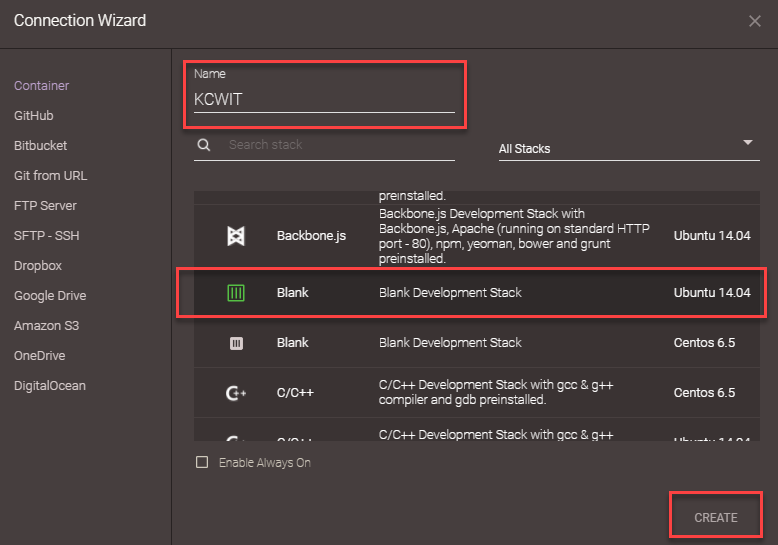 Connection Wizard
Container
GitHub
Bitbucket
Git from URL
FTP Server
SFTP - SSH
Dropbox
Google Drive
Amazon S3
OneDrive
DigitalOcean
Name
KCWIT
Search stack
All Stacks
preinstalled.
Backbone.js Development Stack with
Backbone.js, Apache (running on standard HTTP
Backbone.js
Ubuntu 14.04
port - 80), npm, yeoman, bower and grunt
preinstalled.
Blank Blank Development Stack Ubuntu 14.04
Blank Blank Development Stack Centos 6.5
C/C++ Development Stack with gcc & g++
C/C++
Centos 6.5
compiler and gdb preinstalled.
C/C++ Development Stack with gcc & g++
C/C++ Ubuntu 14.04
Enable Always On
CREATE